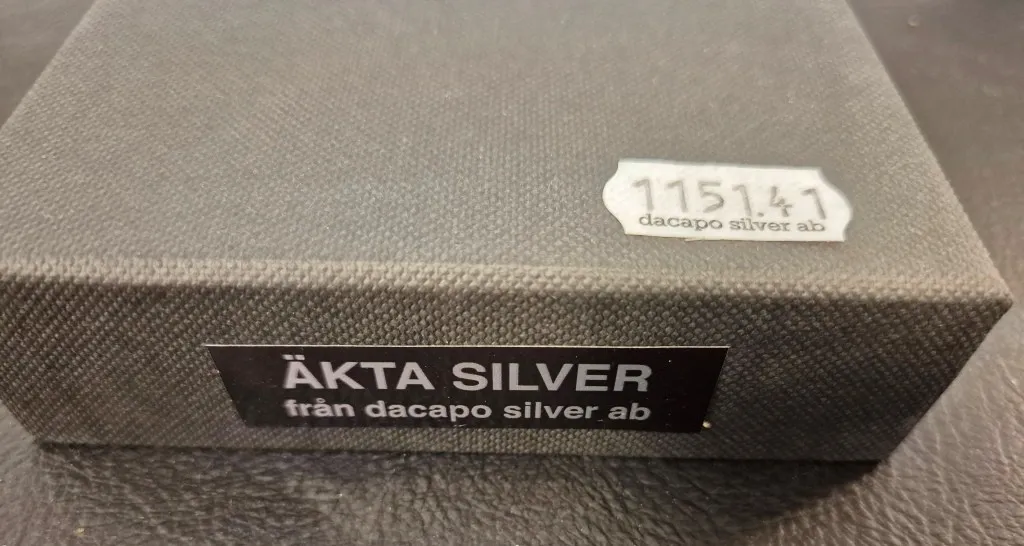 1151.41
dacapo silver ab
ÄKTA SILVER
från dacapo silver ab